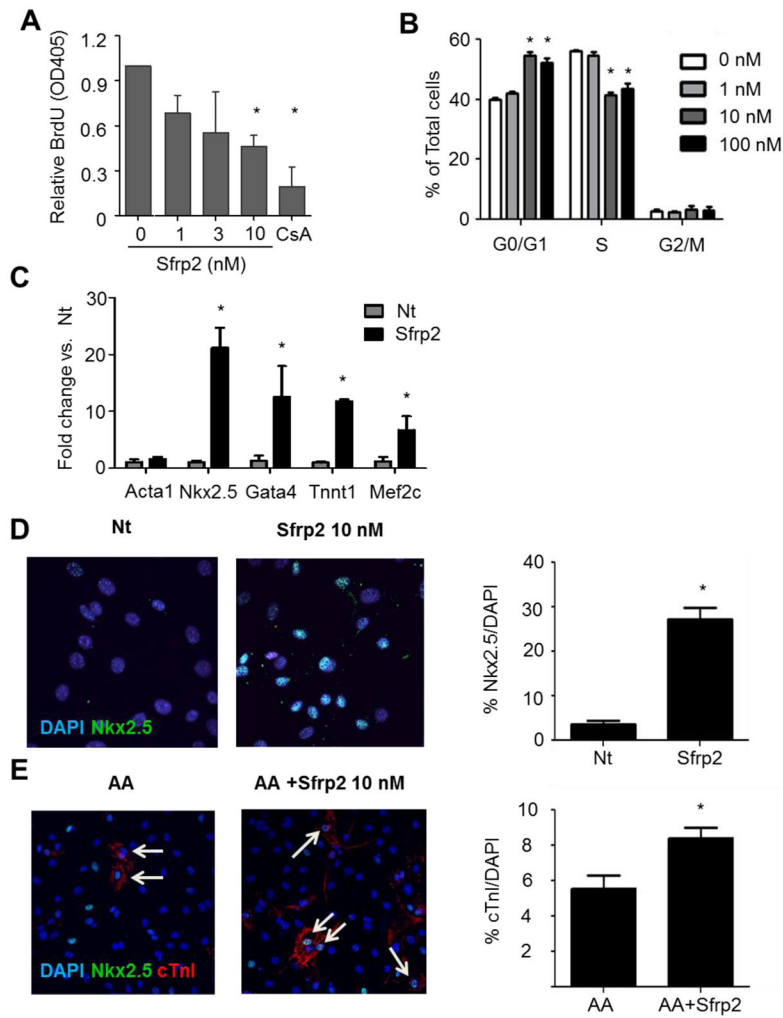 A
Relative BrdU (OD405)
1.2
0.9
0.6
0.3
0
* *
0 1 3 10 CsA
Sfrp2 (nM)
B
% of Total cells
60
40
20
0
* *
* *
G0/G1 S G2/M
0 nM
1 nM
10 nM
100 nM
C
Fold change vs. Nt
30
20
10
0
*
*
*
*
Nt
Sfrp2
Acta1 Nkx2.5 Gata4 Tnnt1 Mef2c
D
Nt
Sfrp2 10 nM
DAPI Nkx2.5
% Nkx2.5/DAPI
40
30
20
10
0
*
Nt Sfrp2
E
AA
AA +Sfrp2 10 nM
DAPI Nkx2.5 cTnI
% cTnI/DAPI
10
8
6
4
2
*
AA AA+Sfrp2